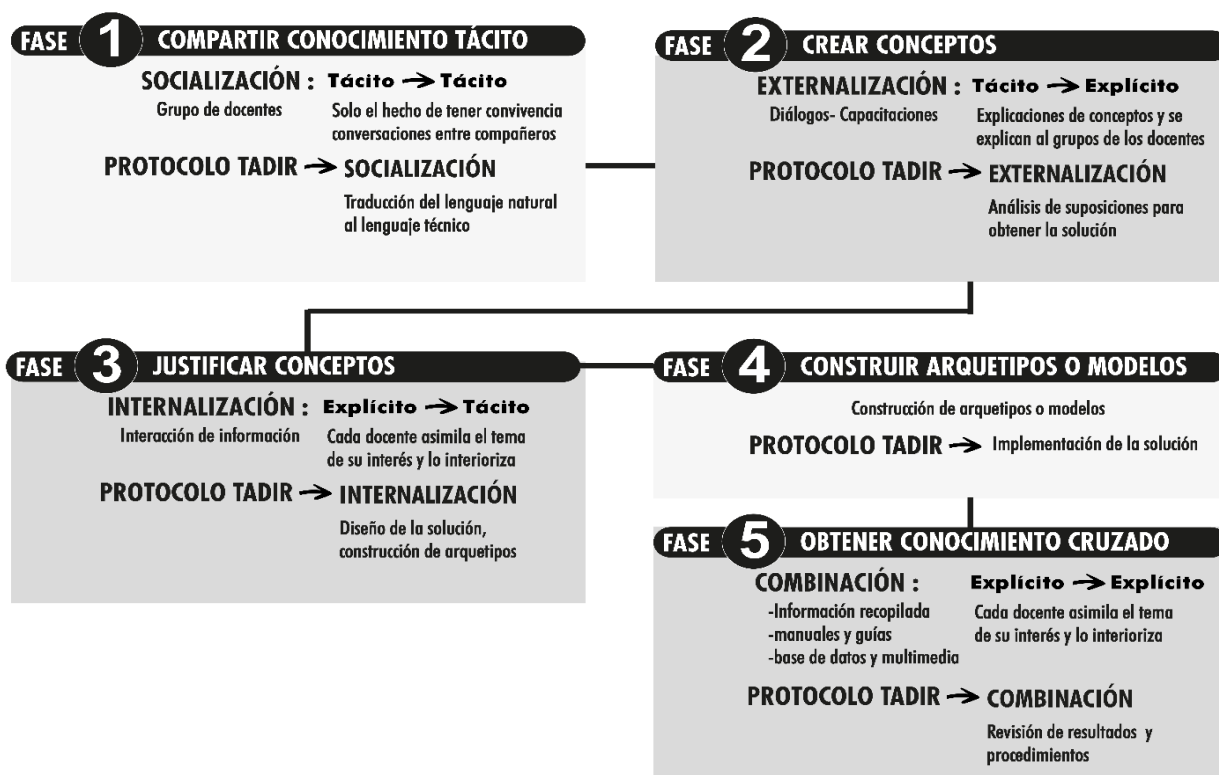 FASE 1 COMPARTIR CONOCIMIENTO TÁCITO
SOCIALIZACIÓN : Tácito → Tácito
Grupo de docentes
Solo el hecho de tener convivencia
conversaciones entre compañeros
PROTOCOLO TADIR → SOCIALIZACIÓN
Traducción del lenguaje natural
al lenguaje técnico
FASE 2 CREAR CONCEPTOS
EXTERNALIZACIÓN : Tácito → Explícito
Diálogos- Capacitaciones
Explicaciones de conceptos y se
explican al grupos de los docentes
PROTOCOLO TADIR → EXTERNALIZACIÓN
Análisis de suposiciones para
obtener la solución
FASE 3 JUSTIFICAR CONCEPTOS
INTERNALIZACIÓN : Explícito → Tácito
Interacción de información
Cada docente asimila el tema
de su interés y lo interioriza
PROTOCOLO TADIR → INTERNALIZACIÓN
Diseño de la solución,
construcción de arquetipos
FASE 4 CONSTRUIR ARQUETIPOS O MODELOS
Construcción de arquetipos o modelos
PROTOCOLO TADIR → Implementación de la solución
FASE 5 OBTENER CONOCIMIENTO CRUZADO
COMBINACIÓN : Explícito → Explícito
-Información recopilada
-manuales y guías
-base de datos y multimedia
Cada docente asimila el tema
de su interés y lo interioriza
PROTOCOLO TADIR → COMBINACIÓN
Revisión de resultados y
procedimientos